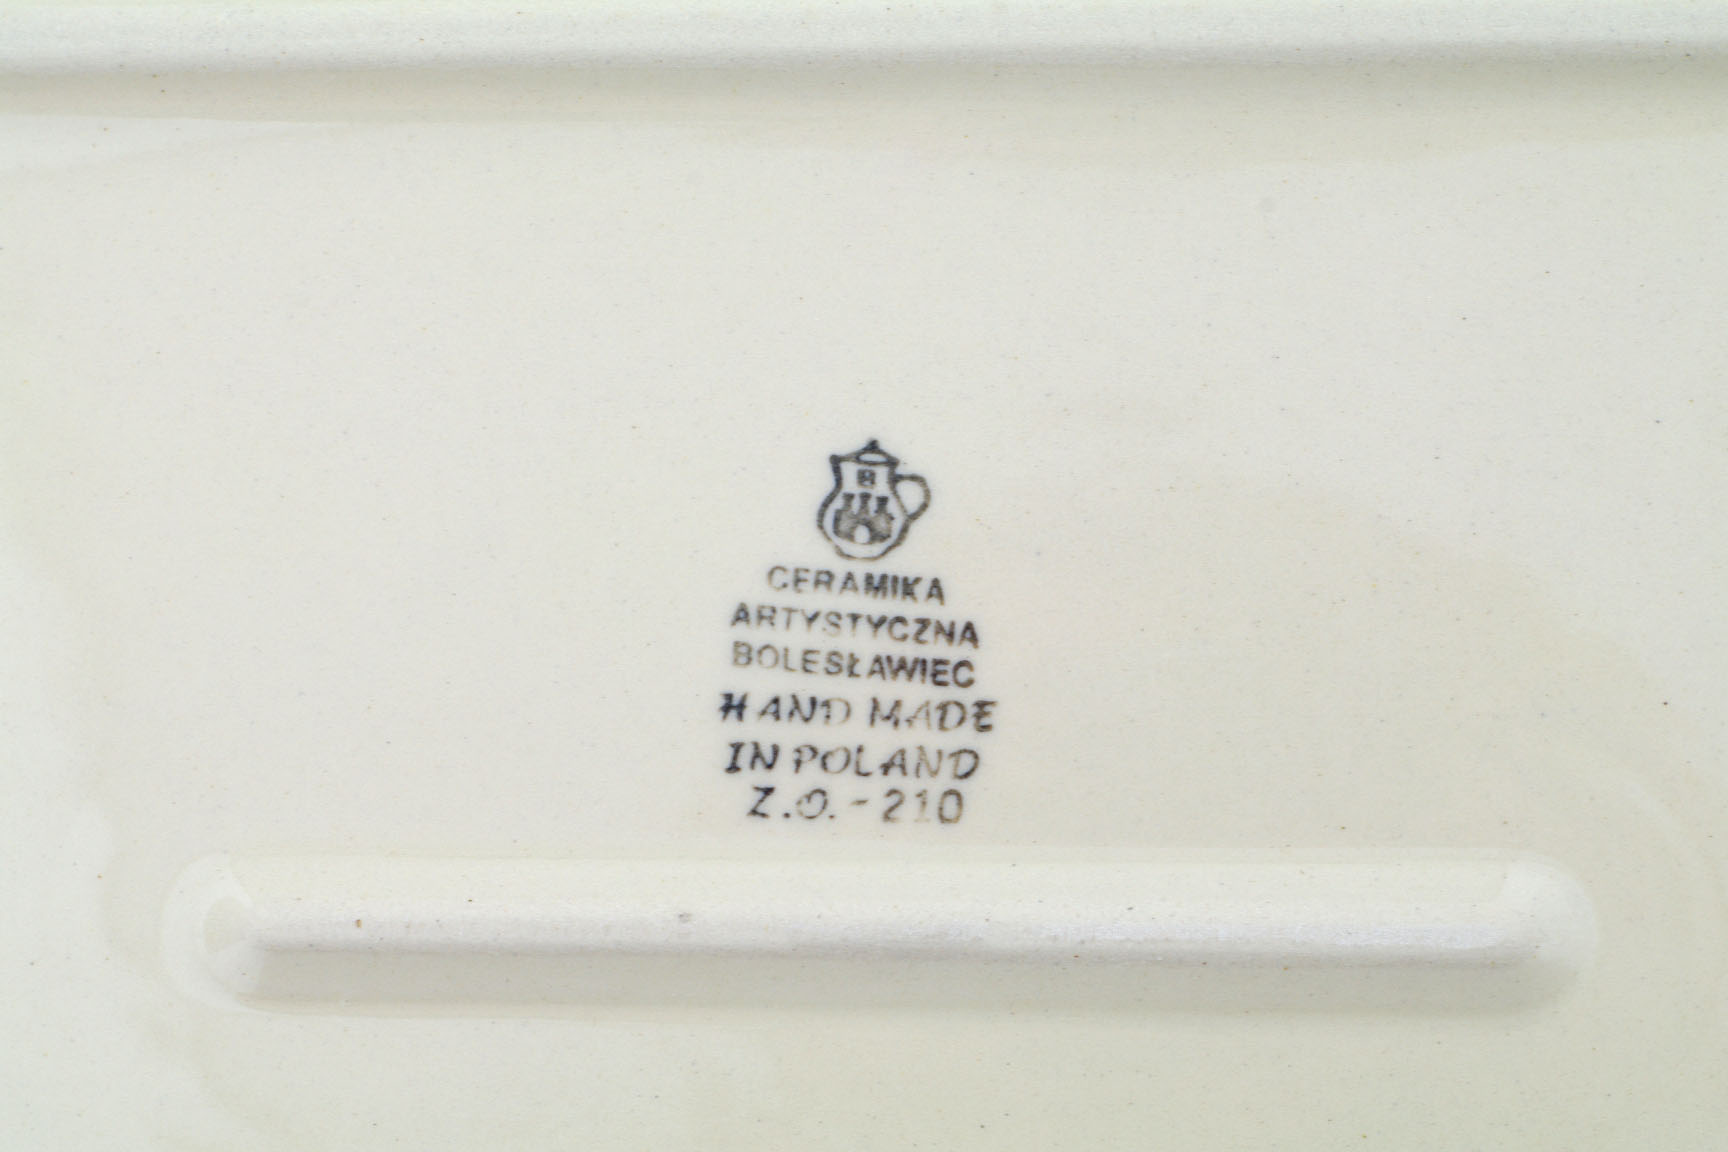 B
CERAMIKA
ARTYSTYCZNA
BOLESŁAWIEC
HAND MADE
IN POLAND
Z.O. - 210